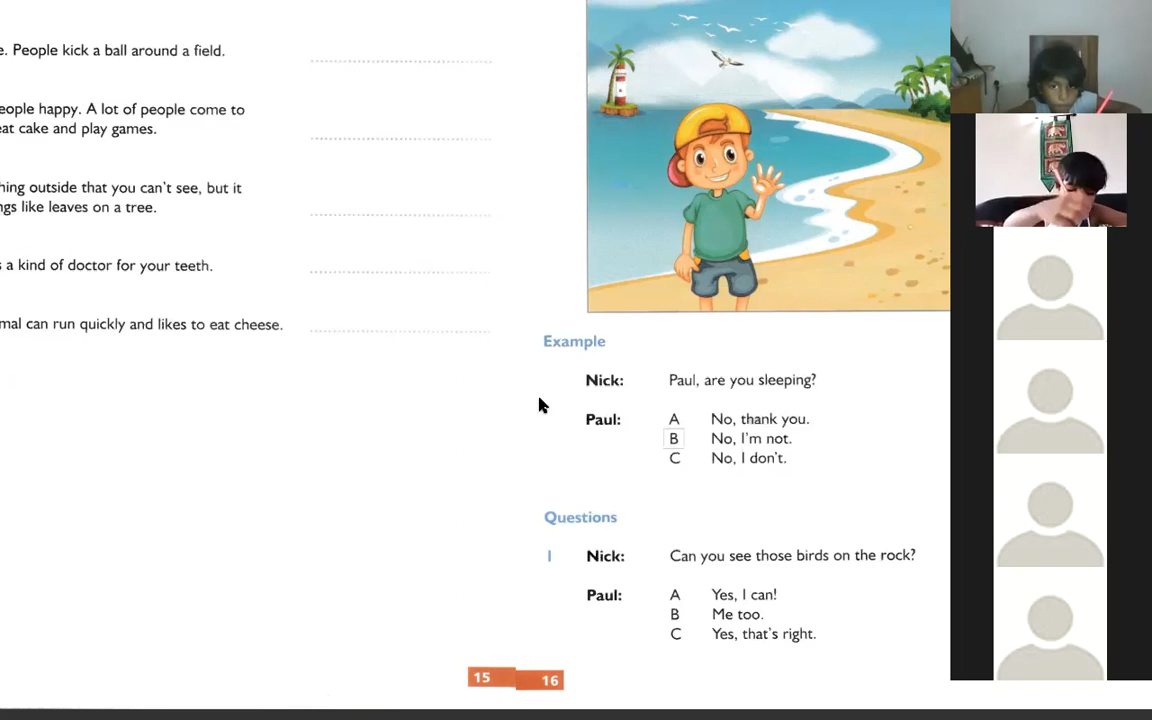 e. People kick a ball around a field.
eople happy. A lot of people come to
eat cake and play games.
hing outside that you can't see, but it
ngs like leaves on a tree.
s a kind of doctor for your teeth.
mal can run quickly and likes to eat cheese.
Example
Nick: Paul, are you sleeping?
Paul: A No, thank you.
B No, I'm not.
C No, I don't.
Questions
1 Nick: Can you see those birds on the rock?
Paul: A Yes, I can!
B Me too.
C Yes, that's right.
15 16